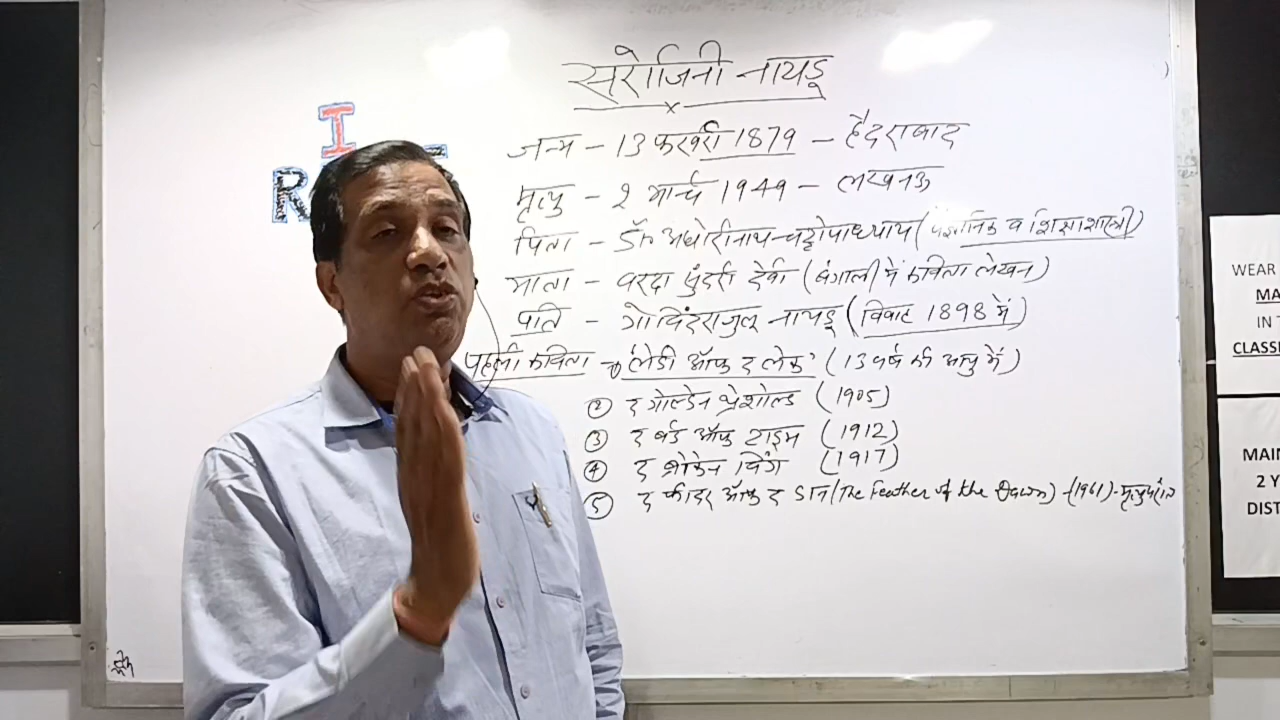 सरोजिनी नायडू
जन्म – 13 फरवरी 1879 – हैदराबाद
मृत्यु – 2 मार्च 1949 – लखनऊ
पिता – डॉ० अघोरीनाथ चट्टोपाध्याय (वैज्ञानिक व शिक्षाशास्त्री)
माता – वरदा सुंदरी देवी (बंगाली में कविता लेखन)
पति – गोविंदराजुलू नायडू (विवाह 1898 में)
पहली कविता → 'लेडी ऑफ द लेक' (13 वर्ष की आयु में)
② द गोल्डेन थ्रेशोल्ड (1905)
③ द बर्ड ऑफ टाइम (1912)
④ द ब्रोकेन विंग (1917)
⑤ द फीदर ऑफ द डान (The Feather of the Dawn) – (1961) – मृत्युपरांत
I
R
WEAR
MA
IN T
CLASS
MAIN
2 Y
DIST